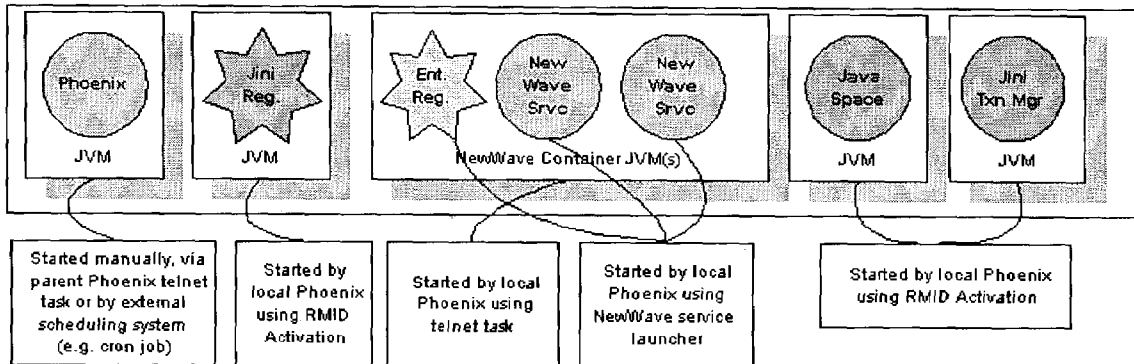 Phoenix
JVM
Jini
Reg.
JVM
Ent.
Reg.
New
Wave
Srvc
New
Wave
Srvc
NewWave Container JVM(s)
Java
Space
JVM
Jini
Txn Mgr
JVM
Started manually, via
parent Phoenix telnet
task or by external
scheduling system
(e.g. cron job)
Started by
local Phoenix
using RMID
Activation
Started by local
Phoenix using
telnet task
Started by local
Phoenix using
NewWave service
launcher
Started by local Phoenix
using RMID Activation